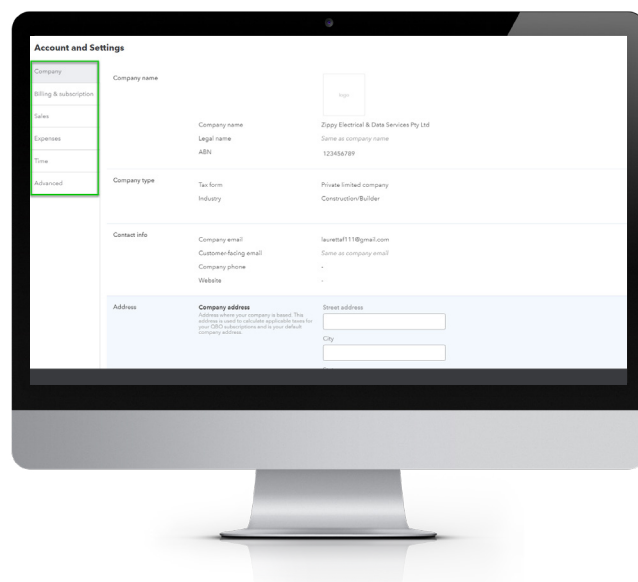 Account and Settings
Company
Billing & subscription
Sales
Expenses
Time
Advanced
Company name
logo
Company name Zippy Electrical & Data Services Pty Ltd
Legal name Same as company name
ABN 123456789
Company type
Tax form Private limited company
Industry Construction/Builder
Contact info
Company email laurettaf111@gmail.com
Customer-facing email Same as company email
Company phone -
Website -
Address
Company address
Address where your company is based. This
address is used to calculate applicable taxes for
your QBO subscriptions and is your default
company address.
Street address
City